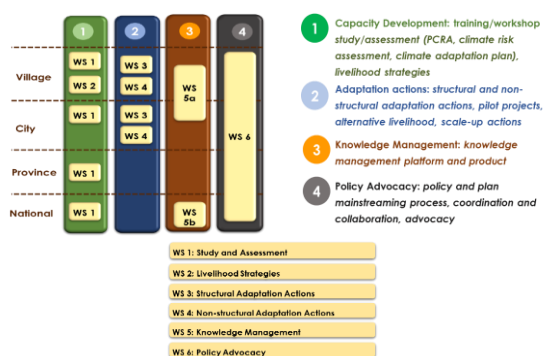 1
2
3
4
Village
City
Province
National
WS 1
WS 2
WS 1
WS 1
WS 1
WS 3
WS 4
WS 3
WS 4
WS
5a
WS
5b
WS 6
1
Capacity Development: training/workshop
study/assessment (PCRA, climate risk
assessment, climate adaptation plan),
livelihood strategies
2
Adaptation actions: structural and non-
structural adaptation actions, pilot projects,
alternative livelihood, scale-up actions
3
Knowledge Management: knowledge
management platform and product
4
Policy Advocacy: policy and plan
mainstreaming process, coordination and
collaboration, advocacy
WS 1: Study and Assessment
WS 2: Livelihood Strategies
WS 3: Structural Adaptation Actions
WS 4: Non-structural Adaptation Actions
WS 5: Knowledge Management
WS 6: Policy Advocacy